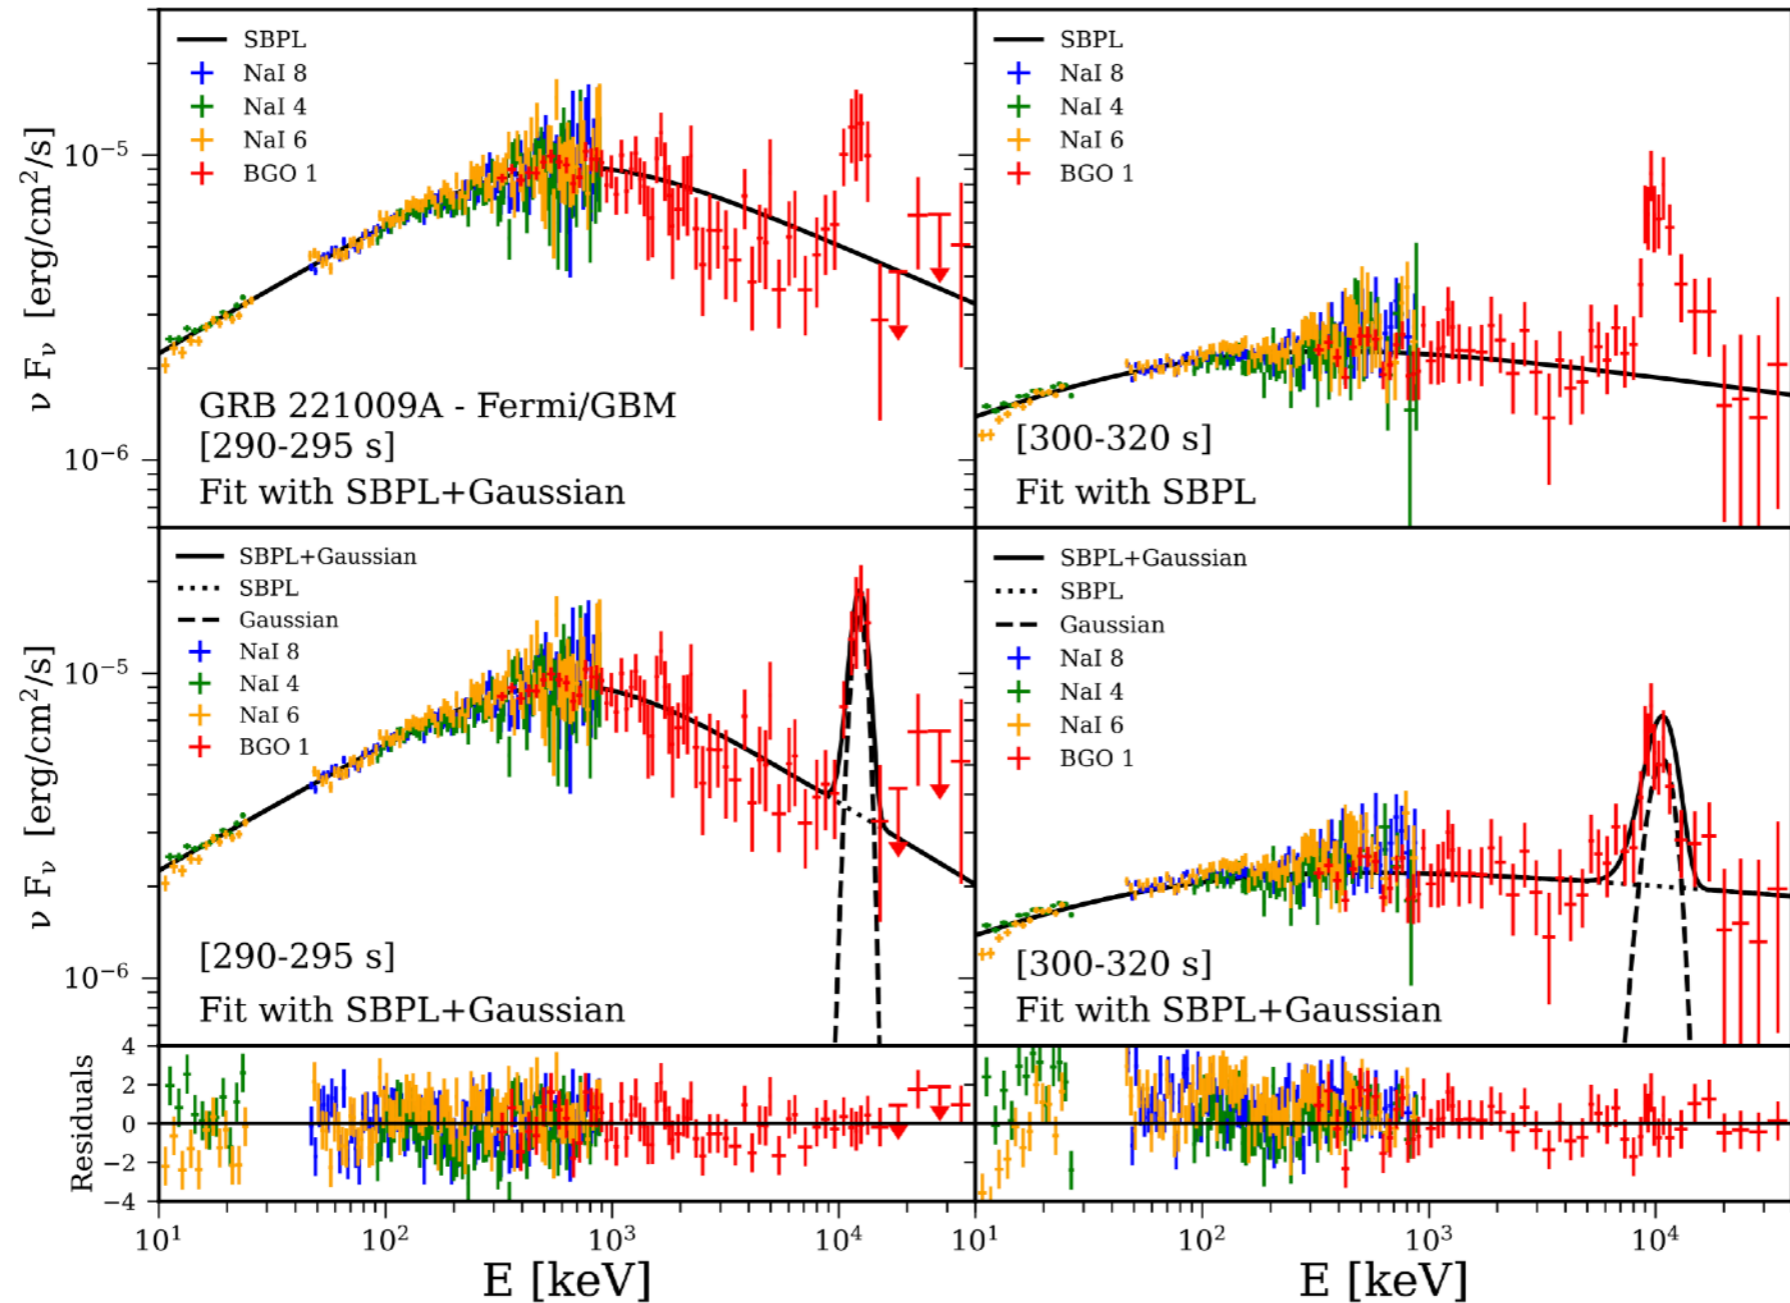 SBPL
NaI 8
NaI 4
NaI 6
BGO 1
10⁻⁵
10⁻⁶
ν Fν [erg/cm²/s]
GRB 221009A - Fermi/GBM
[290-295 s]
Fit with SBPL+Gaussian
SBPL
NaI 8
NaI 4
NaI 6
BGO 1
[300-320 s]
Fit with SBPL
SBPL+Gaussian
SBPL
Gaussian
NaI 8
NaI 4
NaI 6
BGO 1
10⁻⁵
10⁻⁶
ν Fν [erg/cm²/s]
[290-295 s]
Fit with SBPL+Gaussian
SBPL+Gaussian
SBPL
Gaussian
NaI 8
NaI 4
NaI 6
BGO 1
[300-320 s]
Fit with SBPL+Gaussian
Residuals
4
2
0
−2
−4
10¹ 10² 10³ 10⁴ 10¹ 10² 10³ 10⁴
E [keV] E [keV]